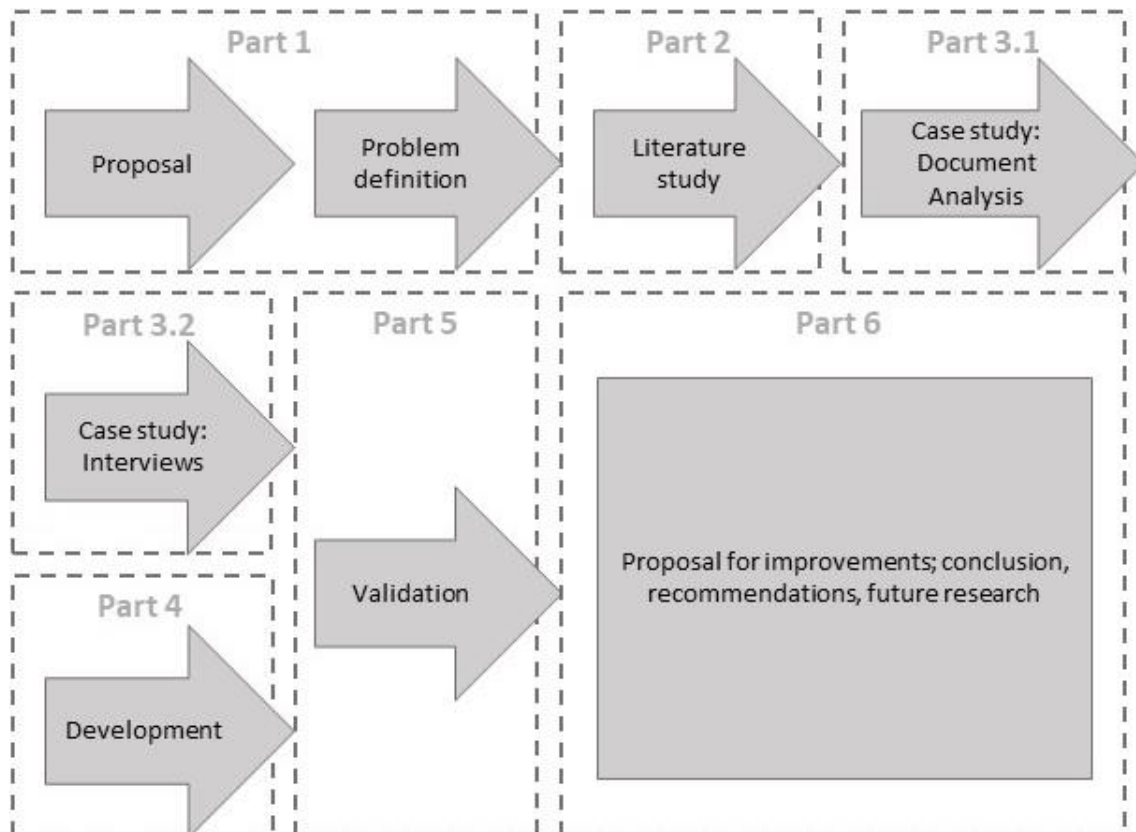 Part 1
Proposal
Problem
definition
Part 2
Literature
study
Part 3.1
Case study:
Document
Analysis
Part 3.2
Case study:
Interviews
Part 4
Development
Part 5
Validation
Part 6
Proposal for improvements; conclusion,
recommendations, future research